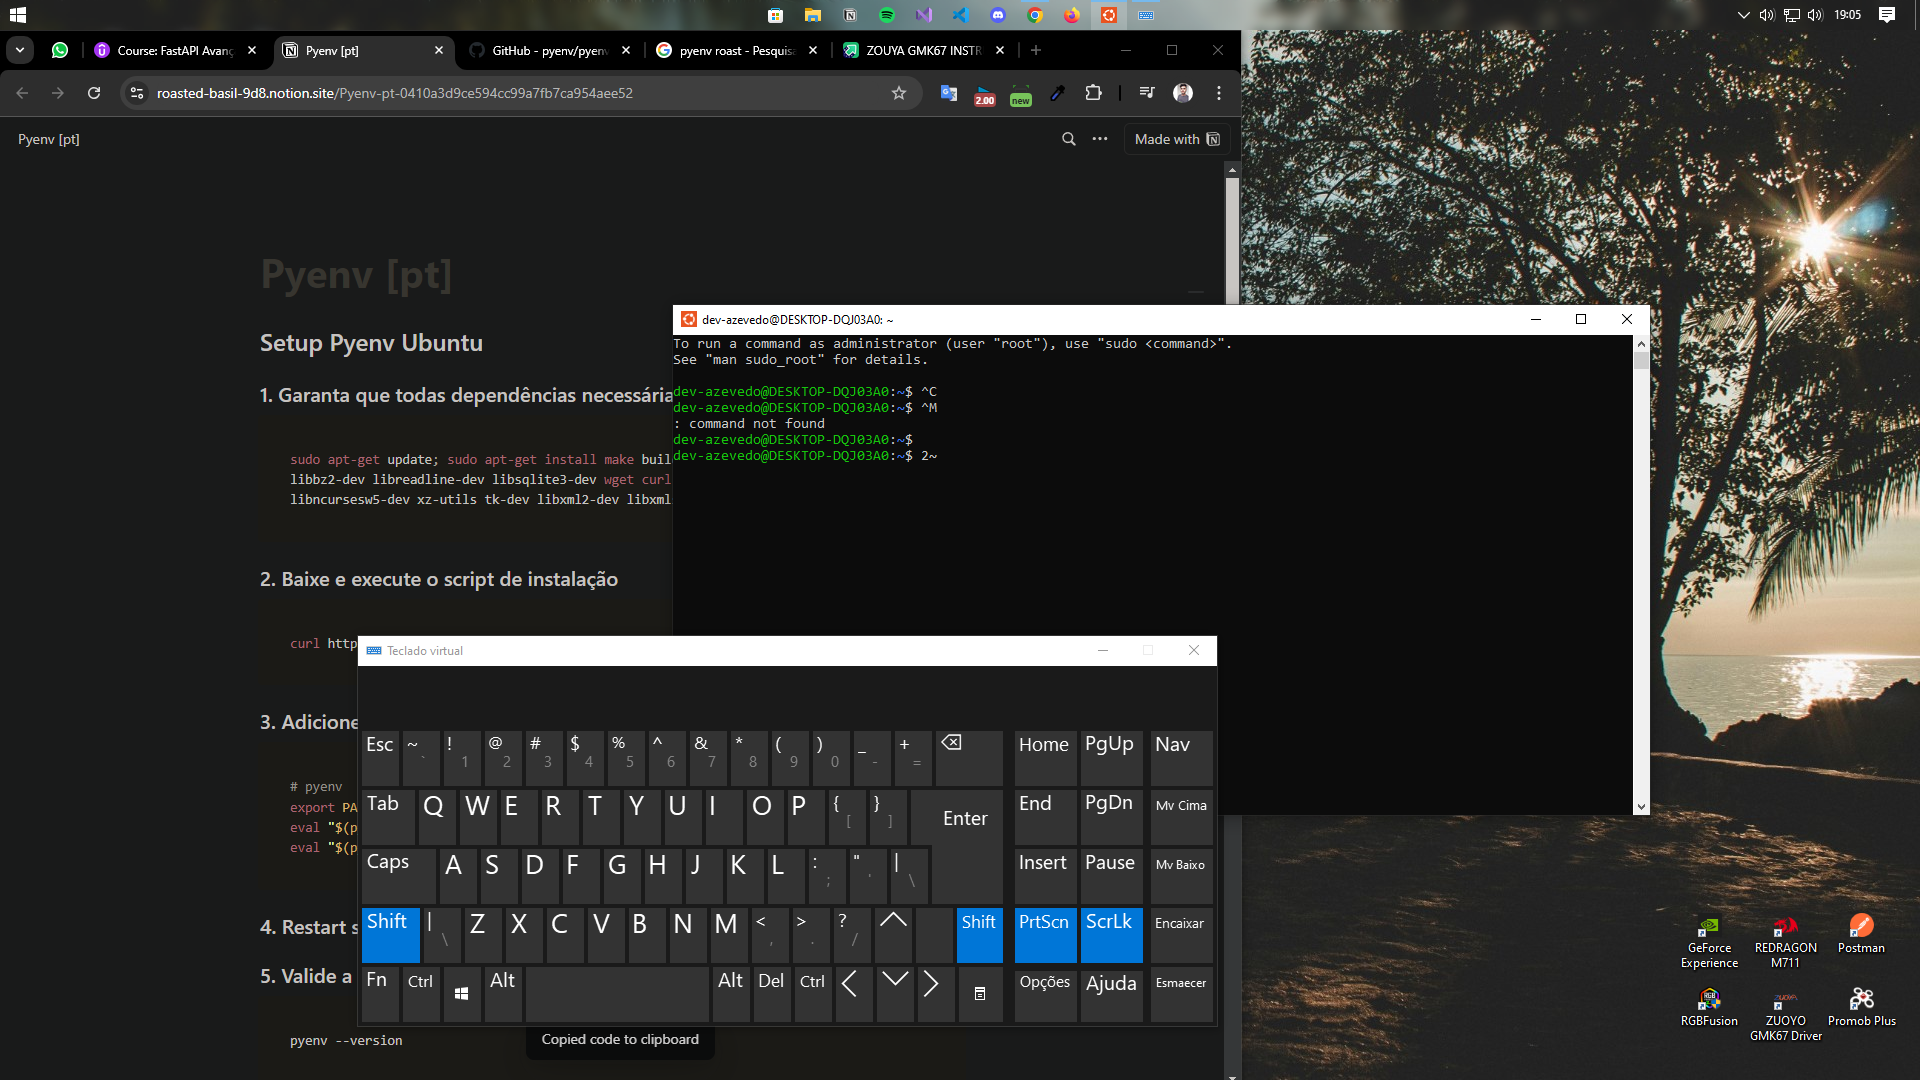 19:05
Course: FastAPI Avanç
Pyenv [pt]
GitHub - pyenv/pyenv
pyenv roast - Pesquisa
ZOUYA GMK67 INSTR
roasted-basil-9d8.notion.site/Pyenv-pt-0410a3d9ce594cc99a7fb7ca954aee52
2.00
new
Pyenv [pt]
Made with
Pyenv [pt]
Setup Pyenv Ubuntu
1. Garanta que todas dependências necessária
sudo apt-get update; sudo apt-get install make buil
libbz2-dev libreadline-dev libsqlite3-dev wget curl
libncursesw5-dev xz-utils tk-dev libxml2-dev libxml
2. Baixe e execute o script de instalação
curl http
3. Adicione
# pyenv
export PA
eval "$(p
eval "$(p
4. Restart s
5. Valide a
pyenv --version
Copied code to clipboard
dev-azevedo@DESKTOP-DQJ03A0: ~
To run a command as administrator (user "root"), use "sudo <command>".
See "man sudo_root" for details.
dev-azevedo@DESKTOP-DQJ03A0:~$ ^C
dev-azevedo@DESKTOP-DQJ03A0:~$ ^M
: command not found
dev-azevedo@DESKTOP-DQJ03A0:~$
dev-azevedo@DESKTOP-DQJ03A0:~$ 2~
Teclado virtual
Esc ~ ` ! 1 @ 2 # 3 $ 4 % 5 ^ 6 & 7 * 8 ( 9 ) 0 _ - + = Home PgUp Nav
Tab Q W E R T Y U I O P { [ } ] Enter End PgDn Mv Cima
Caps A S D F G H J K L : ; " ' | \ Insert Pause Mv Baixo
Shift | \ Z X C V B N M < , > . ? / Shift PrtScn ScrLk Encaixar
Fn Ctrl Alt Alt Del Ctrl Opções Ajuda Esmaecer
GeForce Experience
REDRAGON M711
Postman
RGBFusion
ZUOYO GMK67 Driver
Promob Plus